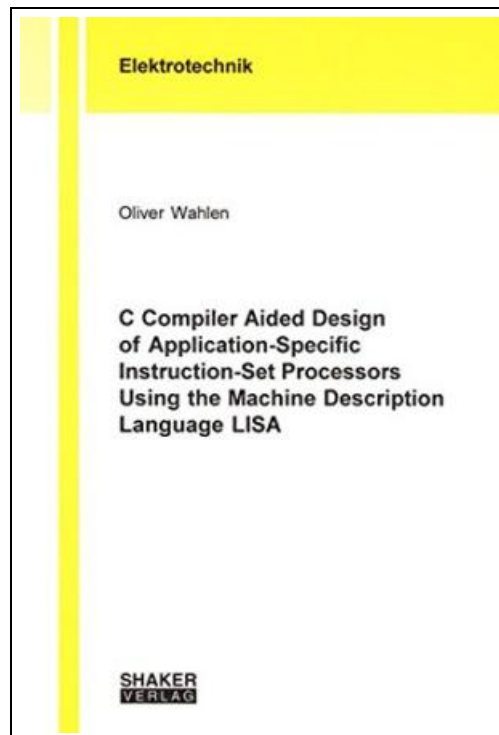 Elektrotechnik
Oliver Wahlen
C Compiler Aided Design
of Application-Specific
Instruction-Set Processors
Using the Machine Description
Language LISA
SHAKER
VERLAG